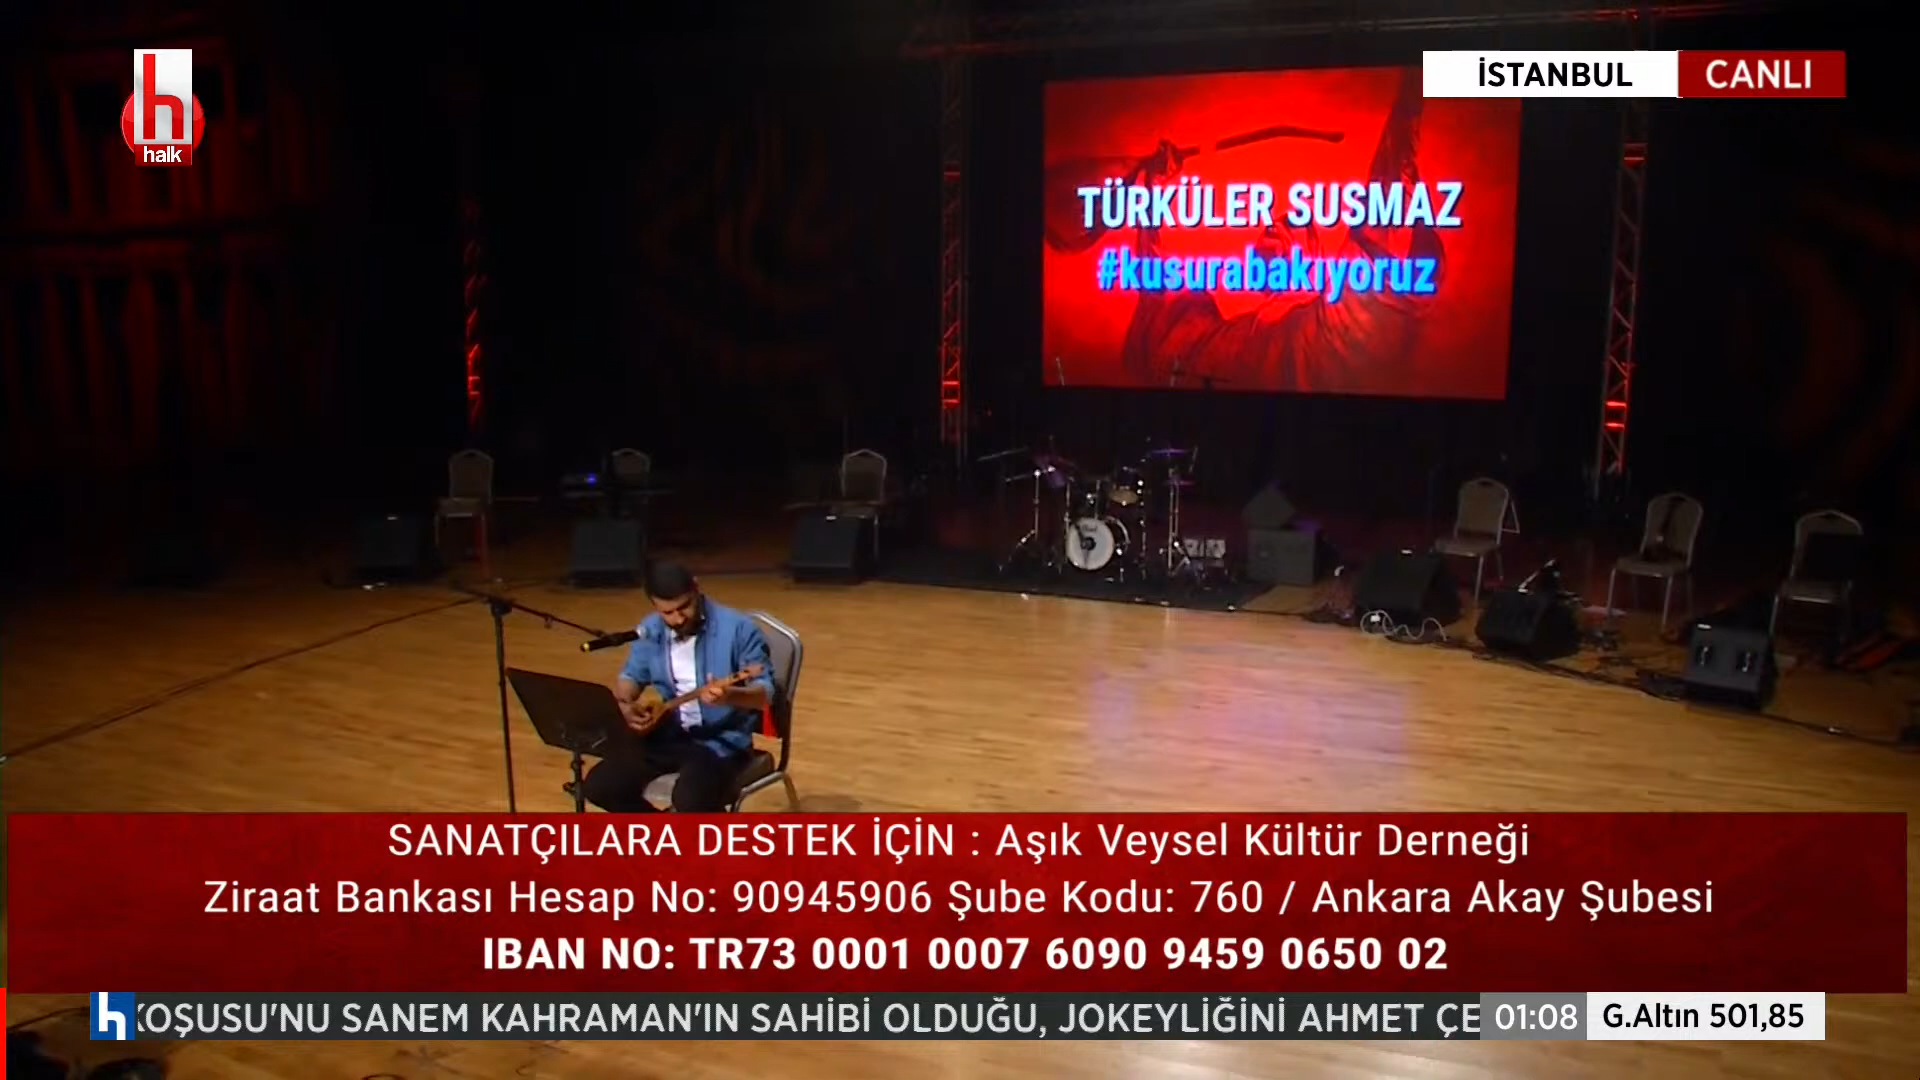 h
halk
İSTANBUL CANLI
TÜRKÜLER SUSMAZ
#kusurabakıyoruz
SANATÇILARA DESTEK İÇİN : Aşık Veysel Kültür Derneği
Ziraat Bankası Hesap No: 90945906 Şube Kodu: 760 / Ankara Akay Şubesi
IBAN NO: TR73 0001 0007 6090 9459 0650 02
h KOŞUSU'NU SANEM KAHRAMAN'IN SAHİBİ OLDUĞU, JOKEYLİĞİNİ AHMET ÇE 01:08 G.Altın 501,85